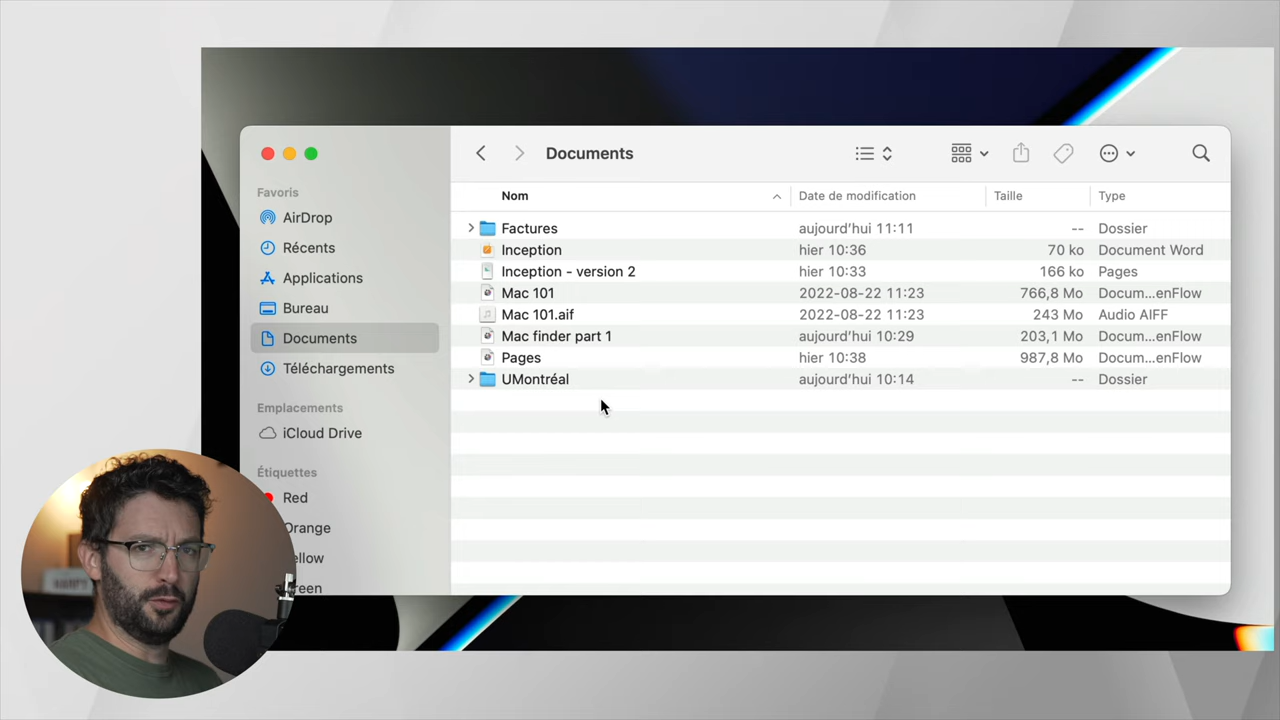 Documents
Favoris
AirDrop
Récents
Applications
Bureau
Documents
Téléchargements
Emplacements
iCloud Drive
Étiquettes
Red
Orange
ellow
reen
Nom Date de modification Taille Type
Factures aujourd'hui 11:11 -- Dossier
Inception hier 10:36 70 ko Document Word
Inception - version 2 hier 10:33 166 ko Pages
Mac 101 2022-08-22 11:23 766,8 Mo Docum...enFlow
Mac 101.aif 2022-08-22 11:23 243 Mo Audio AIFF
Mac finder part 1 aujourd'hui 10:29 203,1 Mo Docum...enFlow
Pages hier 10:38 987,8 Mo Docum...enFlow
UMontréal aujourd'hui 10:14 -- Dossier